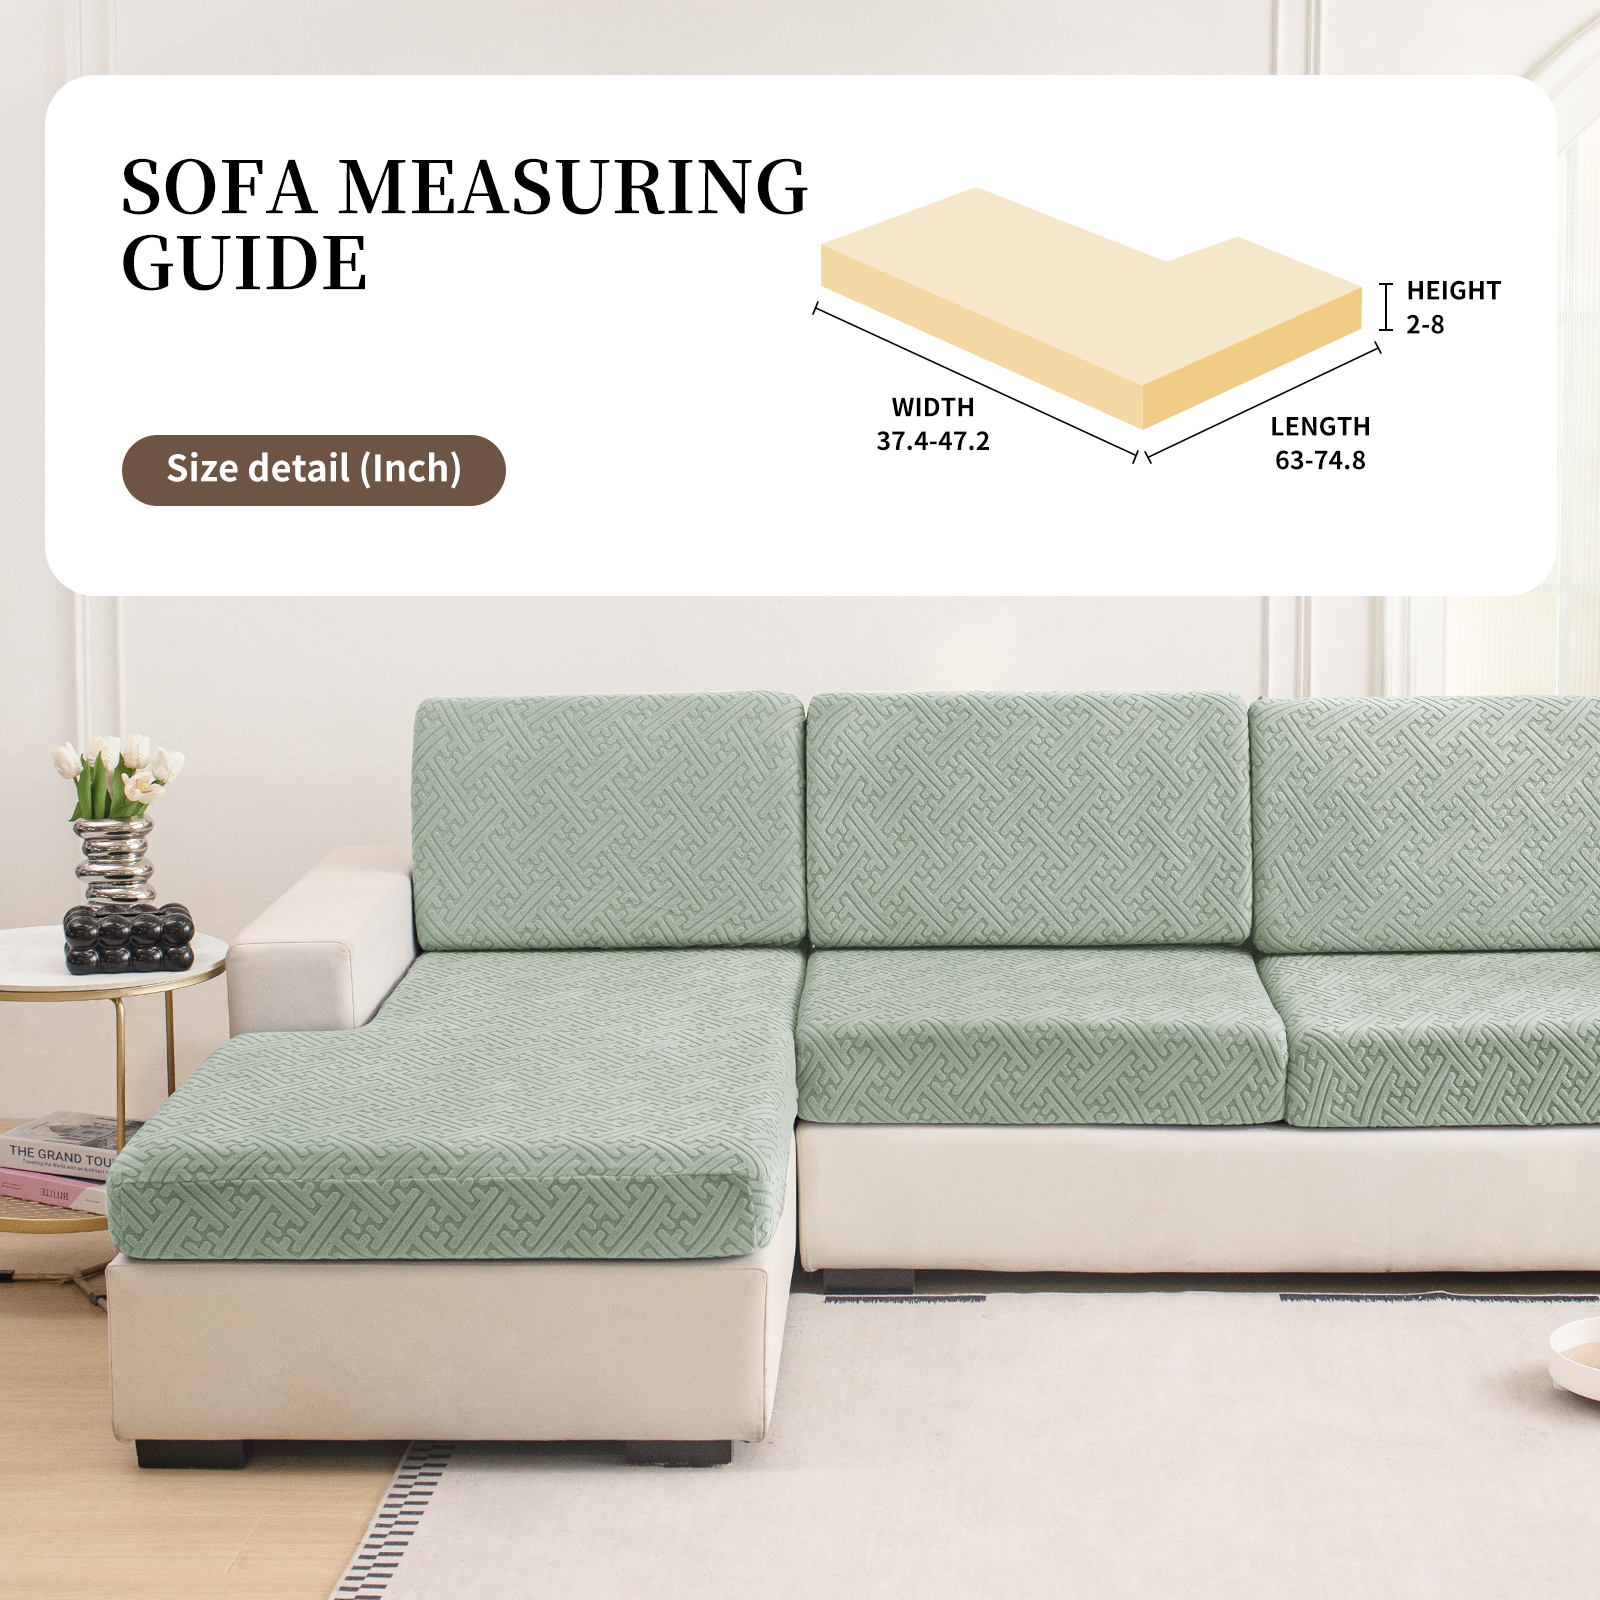 SOFA MEASURING
GUIDE
HEIGHT
2-8
WIDTH
37.4-47.2
LENGTH
63-74.8
Size detail (Inch)
THE GRAND TOU
BITUTE